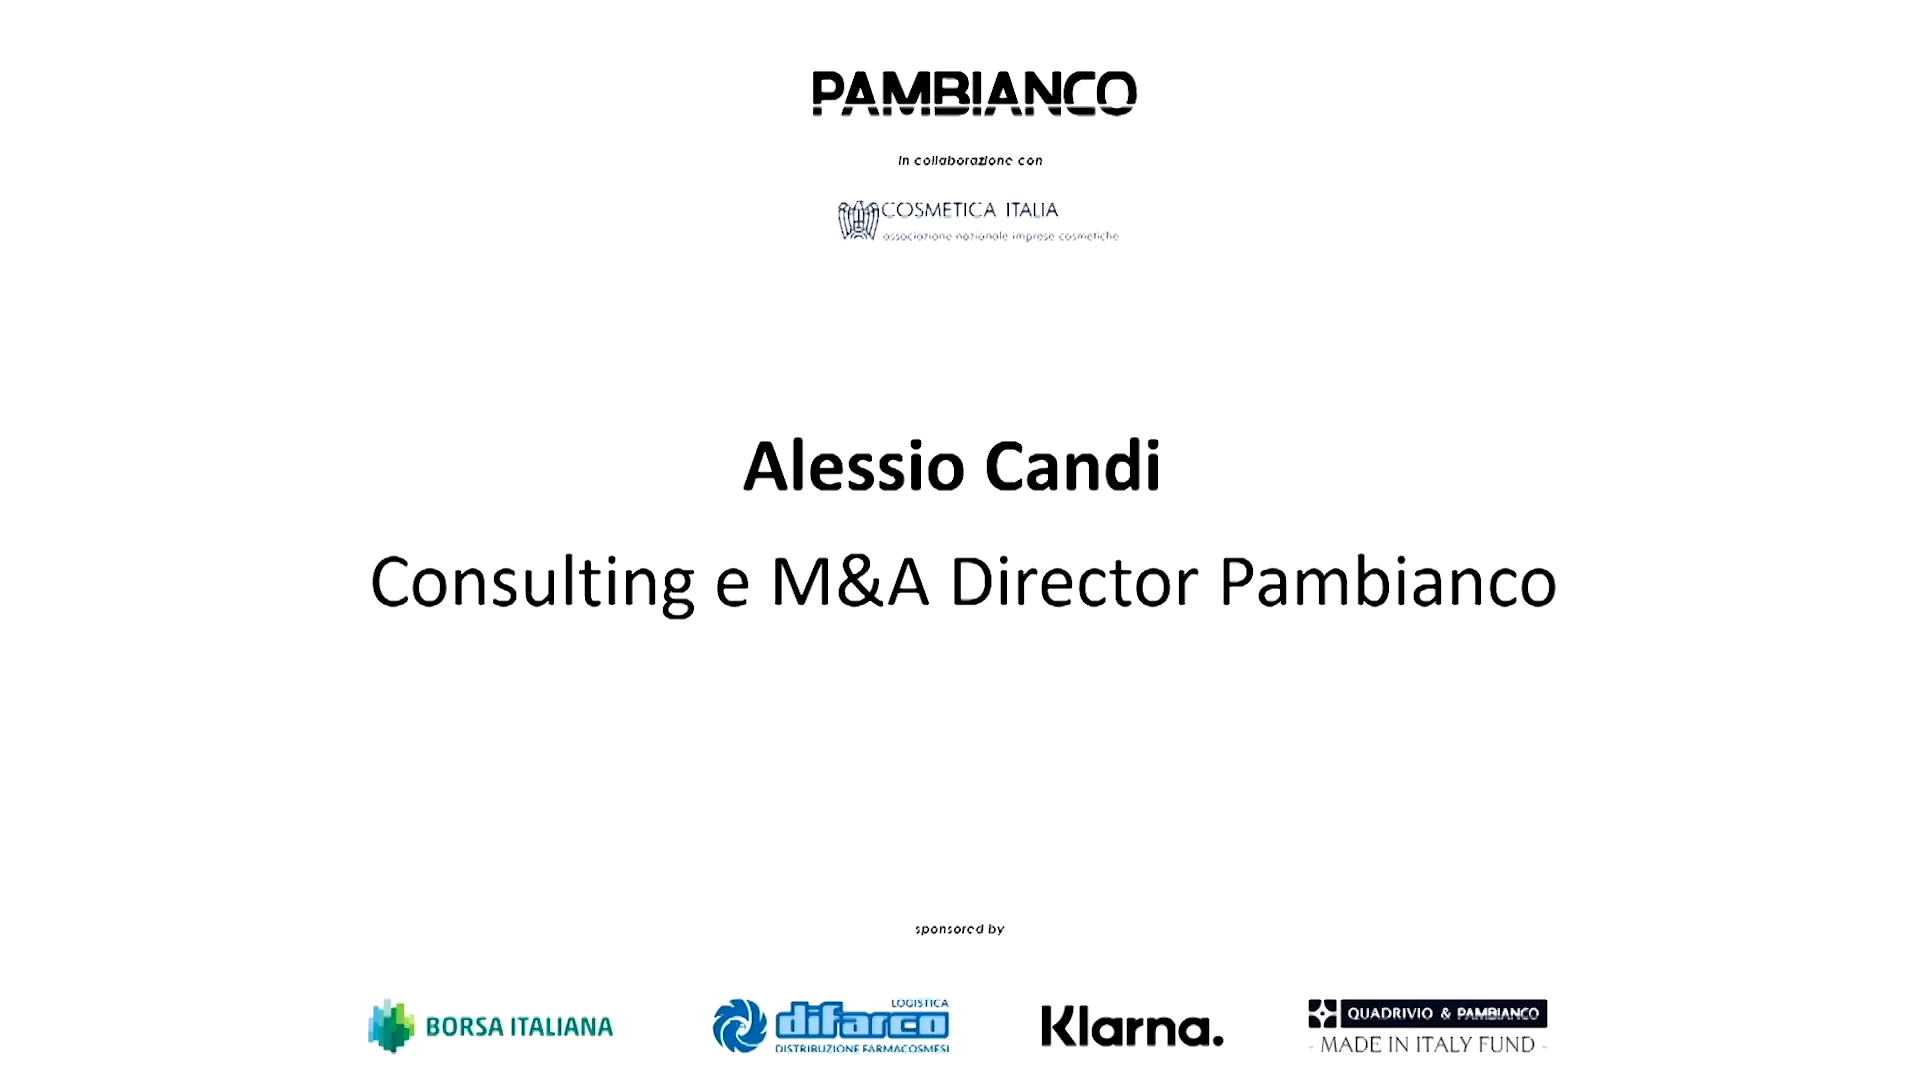 PAMBIANCO
in collaborazione con
COSMETICA ITALIA
associazione nazionale imprese cosmetiche
Alessio Candi
Consulting e M&A Director Pambianco
sponsored by
BORSA ITALIANA
LOGISTICA
difarco
DISTRIBUZIONE FARMACOSMESI
Klarna.
QUADRIVIO & PAMBIANCO
- MADE IN ITALY FUND -